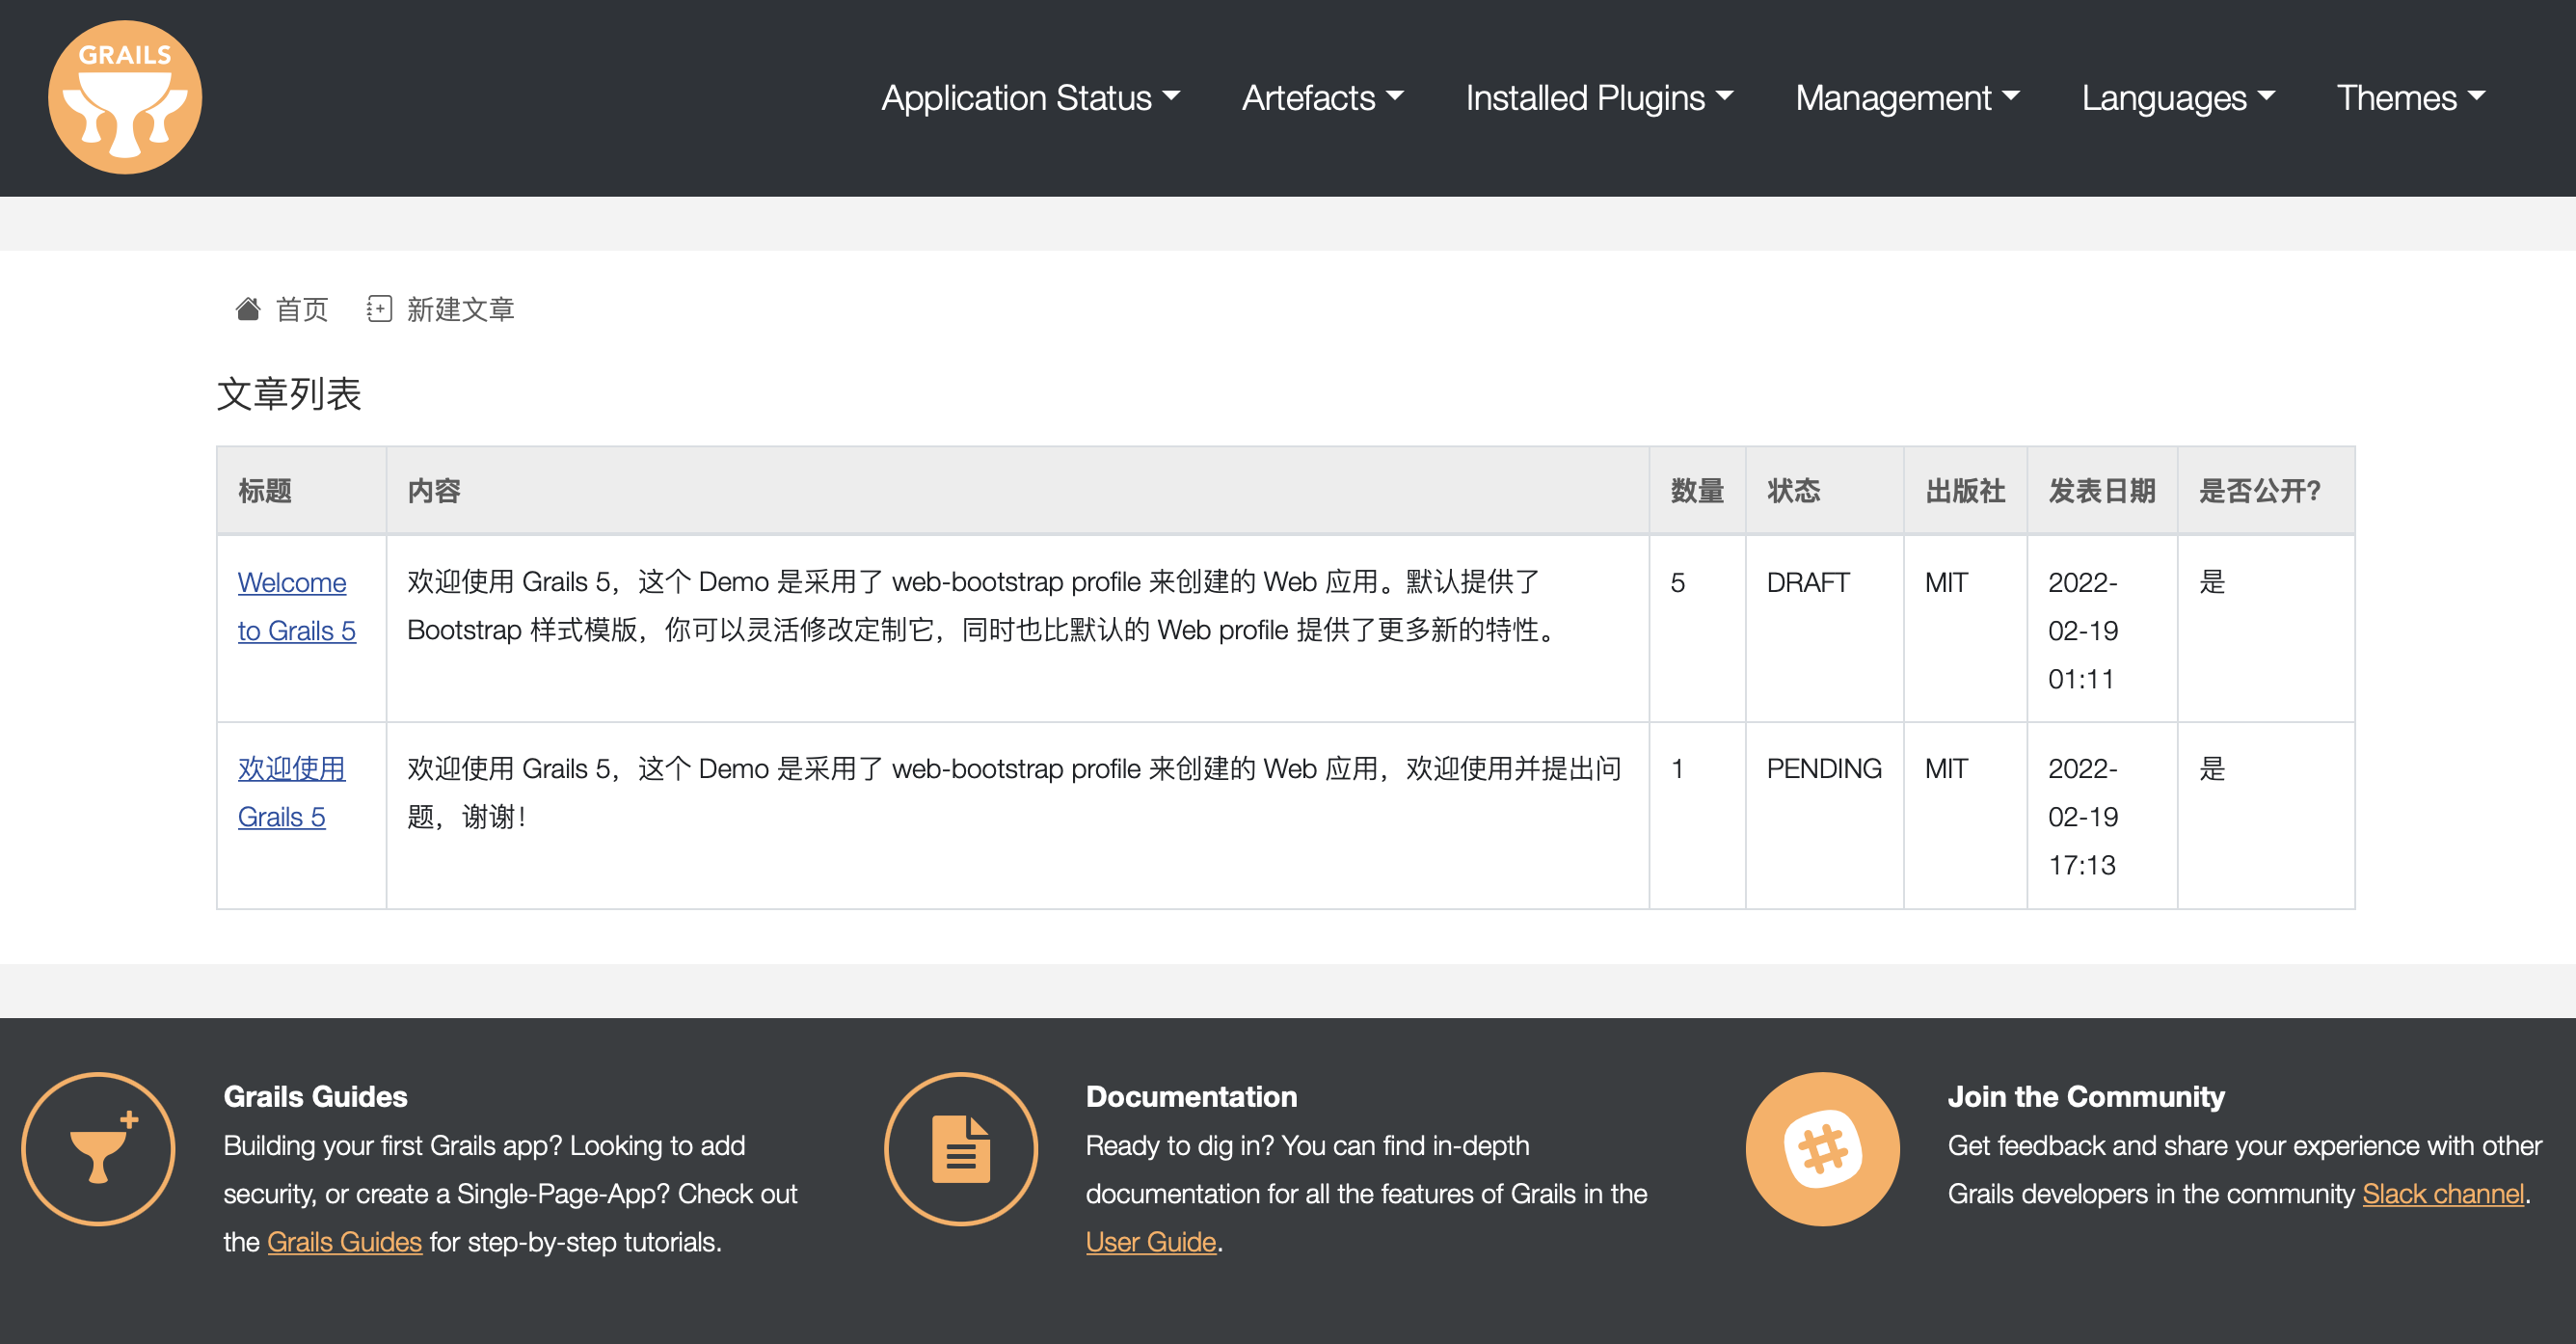 GRAILS
Application Status
Artefacts
Installed Plugins
Management
Languages
Themes
首页
新建文章
文章列表
标题
内容
数量
状态
出版社
发表日期
是否公开?
Welcome
to Grails 5
欢迎使用 Grails 5，这个 Demo 是采用了 web-bootstrap profile 来创建的 Web 应用。默认提供了
Bootstrap 样式模版，你可以灵活修改定制它，同时也比默认的 Web profile 提供了更多新的特性。
5
DRAFT
MIT
2022-
02-19
01:11
是
欢迎使用
Grails 5
欢迎使用 Grails 5，这个 Demo 是采用了 web-bootstrap profile 来创建的 Web 应用，欢迎使用并提出问
题，谢谢！
1
PENDING
MIT
2022-
02-19
17:13
是
Grails Guides
Building your first Grails app? Looking to add
security, or create a Single-Page-App? Check out
the Grails Guides for step-by-step tutorials.
Documentation
Ready to dig in? You can find in-depth
documentation for all the features of Grails in the
User Guide.
Join the Community
Get feedback and share your experience with other
Grails developers in the community Slack channel.